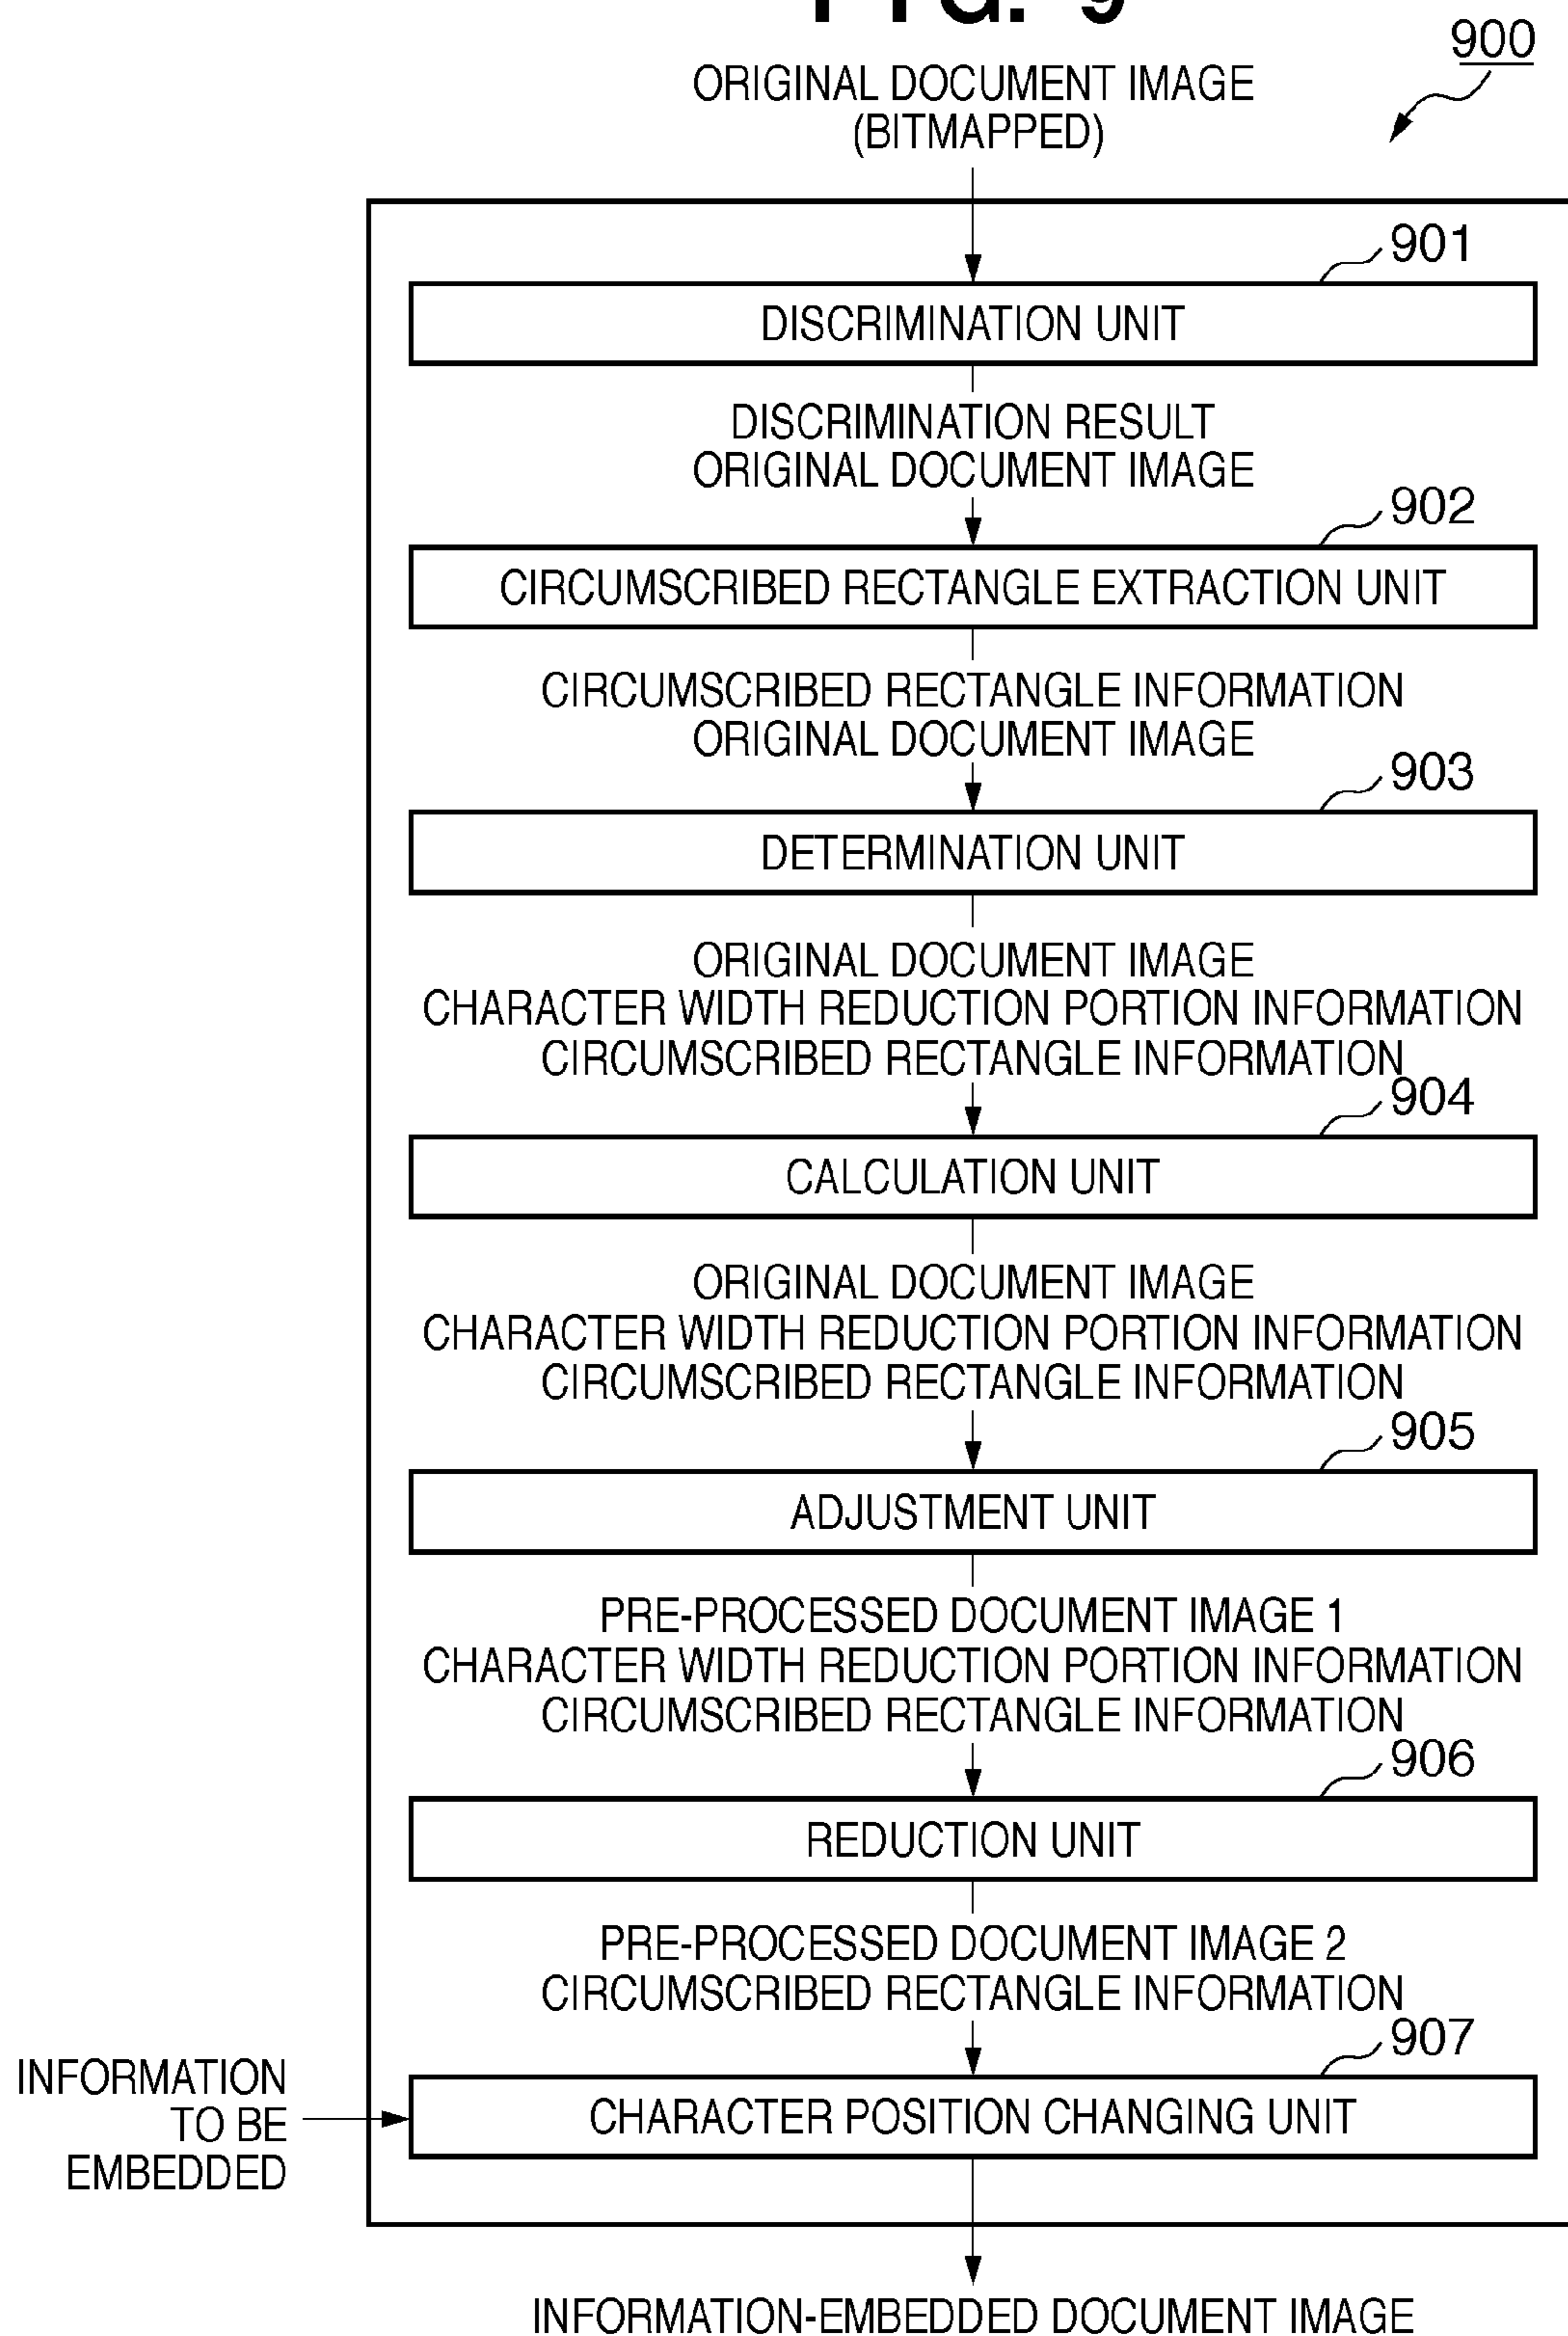 FIG. 9
900
ORIGINAL DOCUMENT IMAGE
(BITMAPPED)
901
DISCRIMINATION UNIT
DISCRIMINATION RESULT
ORIGINAL DOCUMENT IMAGE
902
CIRCUMSCRIBED RECTANGLE EXTRACTION UNIT
CIRCUMSCRIBED RECTANGLE INFORMATION
ORIGINAL DOCUMENT IMAGE
903
DETERMINATION UNIT
ORIGINAL DOCUMENT IMAGE
CHARACTER WIDTH REDUCTION PORTION INFORMATION
CIRCUMSCRIBED RECTANGLE INFORMATION
904
CALCULATION UNIT
ORIGINAL DOCUMENT IMAGE
CHARACTER WIDTH REDUCTION PORTION INFORMATION
CIRCUMSCRIBED RECTANGLE INFORMATION
905
ADJUSTMENT UNIT
PRE-PROCESSED DOCUMENT IMAGE 1
CHARACTER WIDTH REDUCTION PORTION INFORMATION
CIRCUMSCRIBED RECTANGLE INFORMATION
906
REDUCTION UNIT
PRE-PROCESSED DOCUMENT IMAGE 2
CIRCUMSCRIBED RECTANGLE INFORMATION
907
INFORMATION
TO BE
EMBEDDED
CHARACTER POSITION CHANGING UNIT
INFORMATION-EMBEDDED DOCUMENT IMAGE